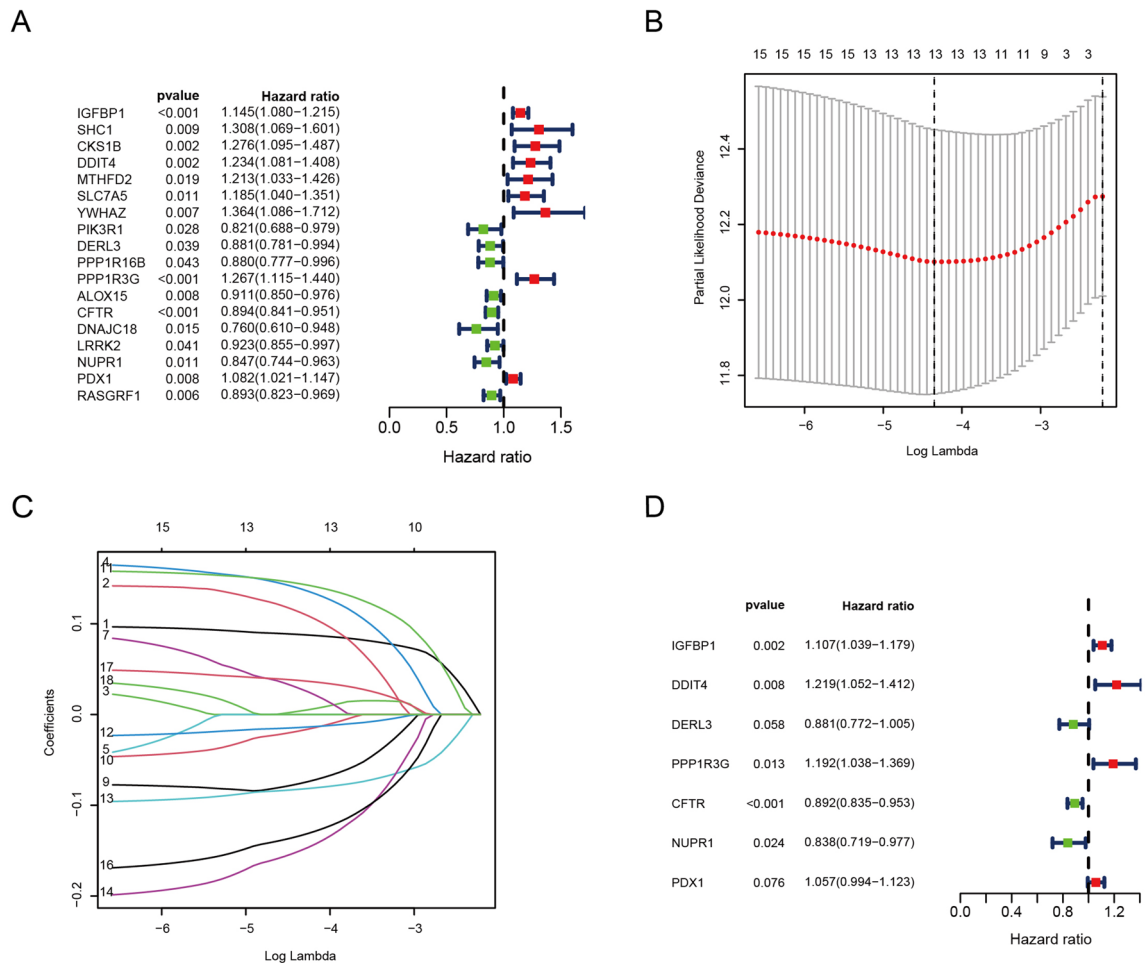 A
pvalue Hazard ratio
IGFBP1 <0.001 1.145(1.080−1.215)
SHC1 0.009 1.308(1.069−1.601)
CKS1B 0.002 1.276(1.095−1.487)
DDIT4 0.002 1.234(1.081−1.408)
MTHFD2 0.019 1.213(1.033−1.426)
SLC7A5 0.011 1.185(1.040−1.351)
YWHAZ 0.007 1.364(1.086−1.712)
PIK3R1 0.028 0.821(0.688−0.979)
DERL3 0.039 0.881(0.781−0.994)
PPP1R16B 0.043 0.880(0.777−0.996)
PPP1R3G <0.001 1.267(1.115−1.440)
ALOX15 0.008 0.911(0.850−0.976)
CFTR <0.001 0.894(0.841−0.951)
DNAJC18 0.015 0.760(0.610−0.948)
LRRK2 0.041 0.923(0.855−0.997)
NUPR1 0.011 0.847(0.744−0.963)
PDX1 0.008 1.082(1.021−1.147)
RASGRF1 0.006 0.893(0.823−0.969)
0.0 0.5 1.0 1.5
Hazard ratio
B
15 15 15 15 15 13 13 13 13 13 13 11 11 9 3 3
Partial Likelihood Deviance
12.4
12.2
12.0
11.8
−6 −5 −4 −3
Log Lambda
C
15 13 13 10
Coefficients
0.1
0.0
−0.1
−0.2
4
11
2
1
7
17
18
3
12
5
10
9
13
16
14
−6 −5 −4 −3
Log Lambda
D
pvalue Hazard ratio
IGFBP1 0.002 1.107(1.039−1.179)
DDIT4 0.008 1.219(1.052−1.412)
DERL3 0.058 0.881(0.772−1.005)
PPP1R3G 0.013 1.192(1.038−1.369)
CFTR <0.001 0.892(0.835−0.953)
NUPR1 0.024 0.838(0.719−0.977)
PDX1 0.076 1.057(0.994−1.123)
0.0 0.4 0.8 1.2
Hazard ratio